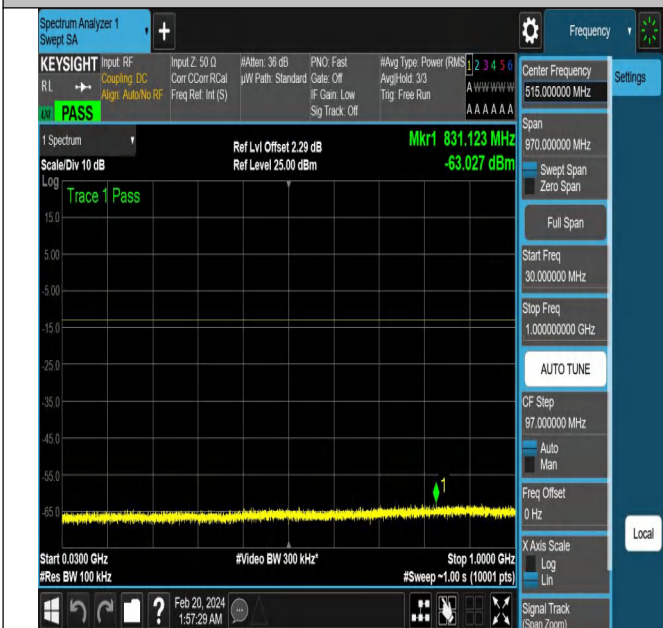 Spectrum Analyzer 1
Swept SA
+
Frequency
KEYSIGHT
RL
PASS
Input: RF
Coupling: DC
Align: Auto/No RF
Input Z: 50 Ω
Corr CCorr RCal
Freq Ref: Int (S)
#Atten: 36 dB
µW Path: Standard
PNO: Fast
Gate: Off
IF Gain: Low
Sig Track: Off
#Avg Type: Power (RMS
Avg|Hold: 3/3
Trig: Free Run
1 2 3 4 5 6
A W W W W W
A A A A A A
1 Spectrum
Scale/Div 10 dB
Ref Lvl Offset 2.29 dB
Ref Level 25.00 dBm
Mkr1 831.123 MHz
-63.027 dBm
Log
Trace 1 Pass
15.0
5.00
-5.00
-15.0
-25.0
-35.0
-45.0
-55.0
-65.0
1
Start 0.0300 GHz
#Res BW 100 kHz
#Video BW 300 kHz*
Stop 1.0000 GHz
#Sweep ~1.00 s (10001 pts)
Feb 20, 2024
1:57:29 AM
Center Frequency
515.000000 MHz
Settings
Span
970.000000 MHz
Swept Span
Zero Span
Full Span
Start Freq
30.000000 MHz
Stop Freq
1.000000000 GHz
AUTO TUNE
CF Step
97.000000 MHz
Auto
Man
Freq Offset
0 Hz
X Axis Scale
Log
Lin
Local
Signal Track
(Span Zoom)